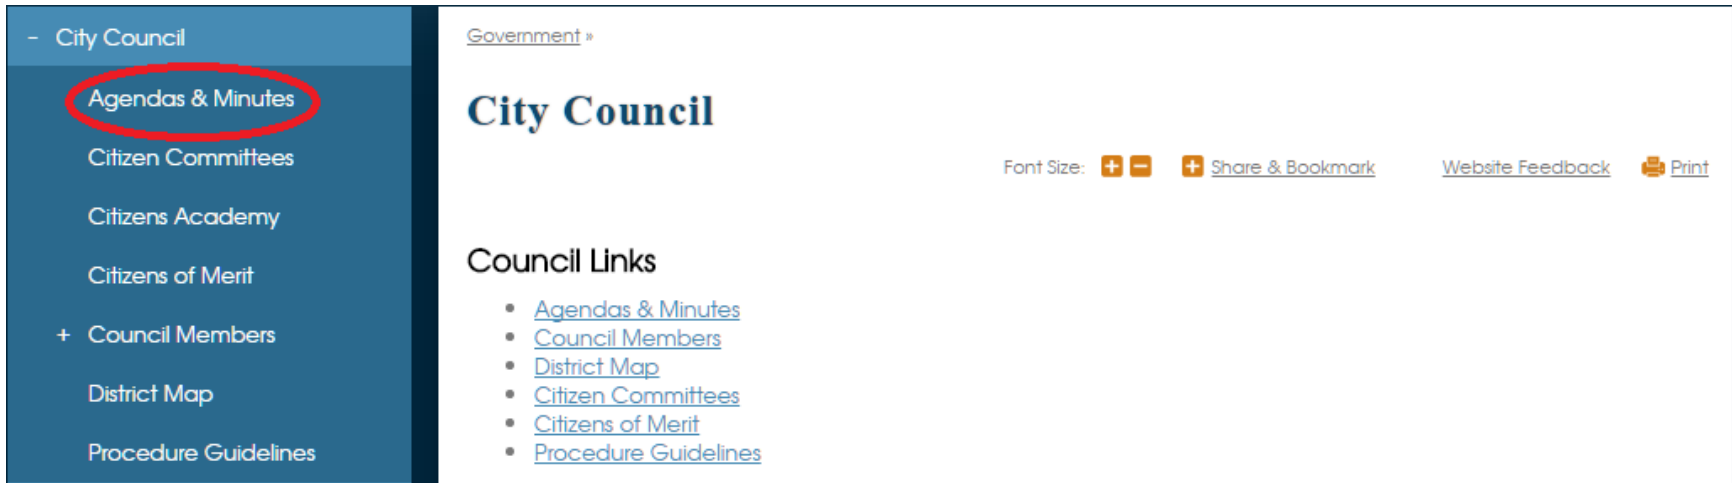 - City Council
Agendas & Minutes
Citizen Committees
Citizens Academy
Citizens of Merit
+ Council Members
District Map
Procedure Guidelines
Government »
City Council
Font Size: + - + Share & Bookmark Website Feedback Print
Council Links
• Agendas & Minutes
• Council Members
• District Map
• Citizen Committees
• Citizens of Merit
• Procedure Guidelines